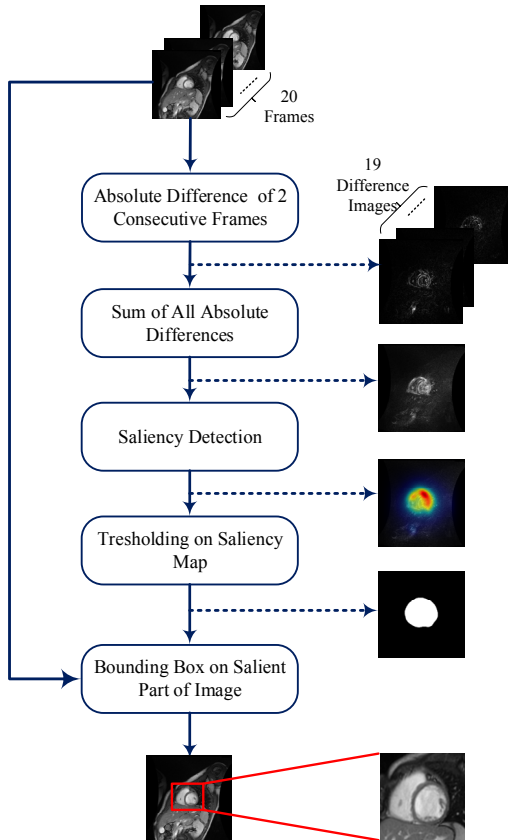 20
Frames
Absolute Difference of 2
Consecutive Frames
19
Difference
Images
Sum of All Absolute
Differences
Saliency Detection
Tresholding on Saliency
Map
Bounding Box on Salient
Part of Image